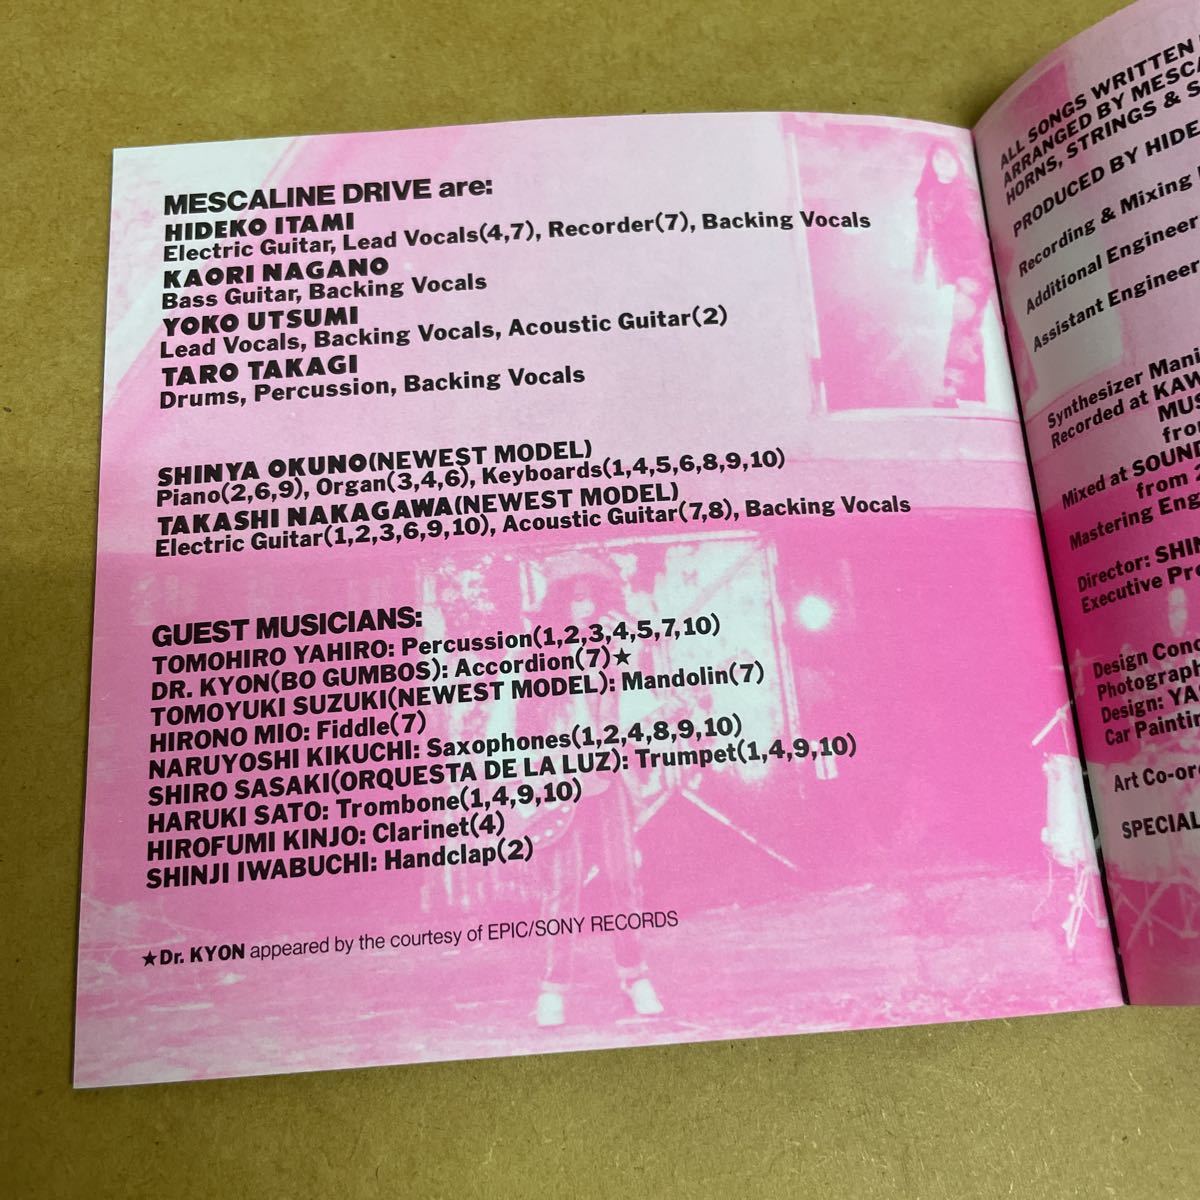 MESCALINE DRIVE are:
HIDEKO ITAMI
Electric Guitar, Lead Vocals(4,7), Recorder(7), Backing Vocals
KAORI NAGANO
Bass Guitar, Backing Vocals
YOKO UTSUMI
Lead Vocals, Backing Vocals, Acoustic Guitar(2)
TARO TAKAGI
Drums, Percussion, Backing Vocals
SHINYA OKUNO(NEWEST MODEL)
Piano(2,6,9), Organ(3,4,6), Keyboards(1,4,5,6,8,9,10)
TAKASHI NAKAGAWA(NEWEST MODEL)
Electric Guitar(1,2,3,6,9,10), Acoustic Guitar(7,8), Backing Vocals
GUEST MUSICIANS:
TOMOHIRO YAHIRO: Percussion(1,2,3,4,5,7,10)
DR. KYON(BO GUMBOS): Accordion(7)★
TOMOYUKI SUZUKI(NEWEST MODEL): Mandolin(7)
HIRONO MIO: Fiddle(7)
NARUYOSHI KIKUCHI: Saxophones(1,2,4,8,9,10)
SHIRO SASAKI(ORQUESTA DE LA LUZ): Trumpet(1,4,9,10)
HARUKI SATO: Trombone(1,4,9,10)
HIROFUMI KINJO: Clarinet(4)
SHINJI IWABUCHI: Handclap(2)
★Dr. KYON appeared by the courtesy of EPIC/SONY RECORDS
ALL SONGS WRITTEN
ARRANGED BY MESCA
HORNS, STRINGS & S
PRODUCED BY HIDE
Recording & Mixing
Additional Engineer
Assistant Engineer
Synthesizer Mani
Recorded at KAW
MUS
from
Mixed at SOUND
from
Mastering Eng
Director: SHIN
Executive Pro
Design Conc
Photograph
Design: YA
Car Paintin
Art Co-or
SPECIAL